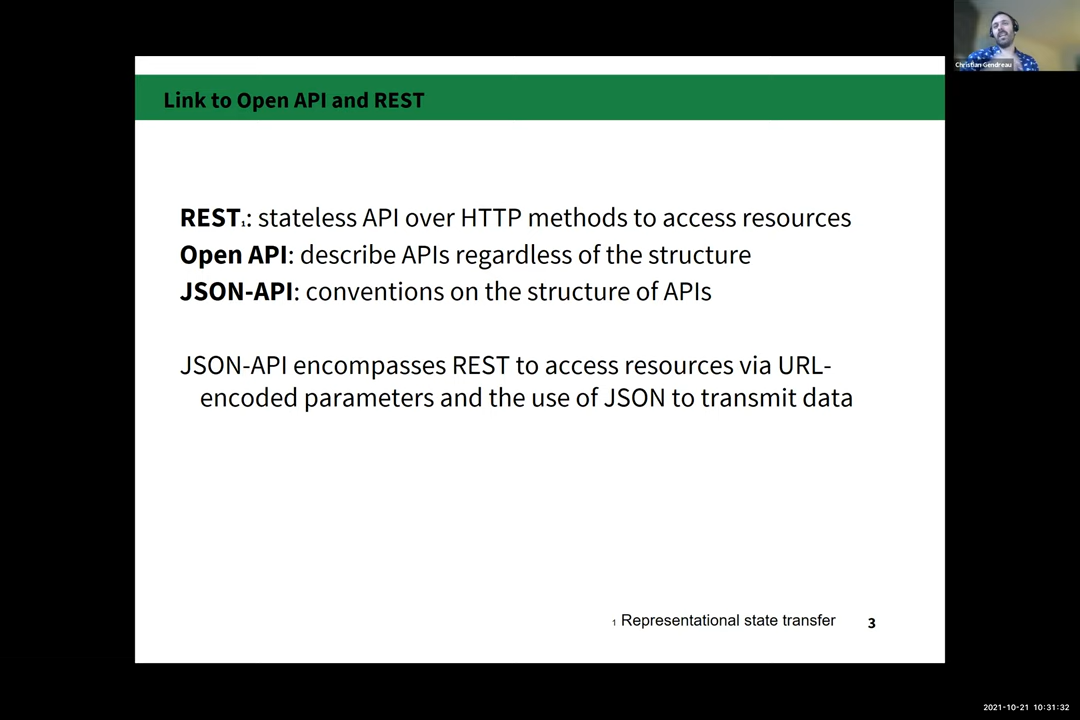 Christian Gendreau
Link to Open API and REST
REST1: stateless API over HTTP methods to access resources
Open API: describe APIs regardless of the structure
JSON-API: conventions on the structure of APIs
JSON-API encompasses REST to access resources via URL-
encoded parameters and the use of JSON to transmit data
1 Representational state transfer
3
2021-10-21 10:31:32